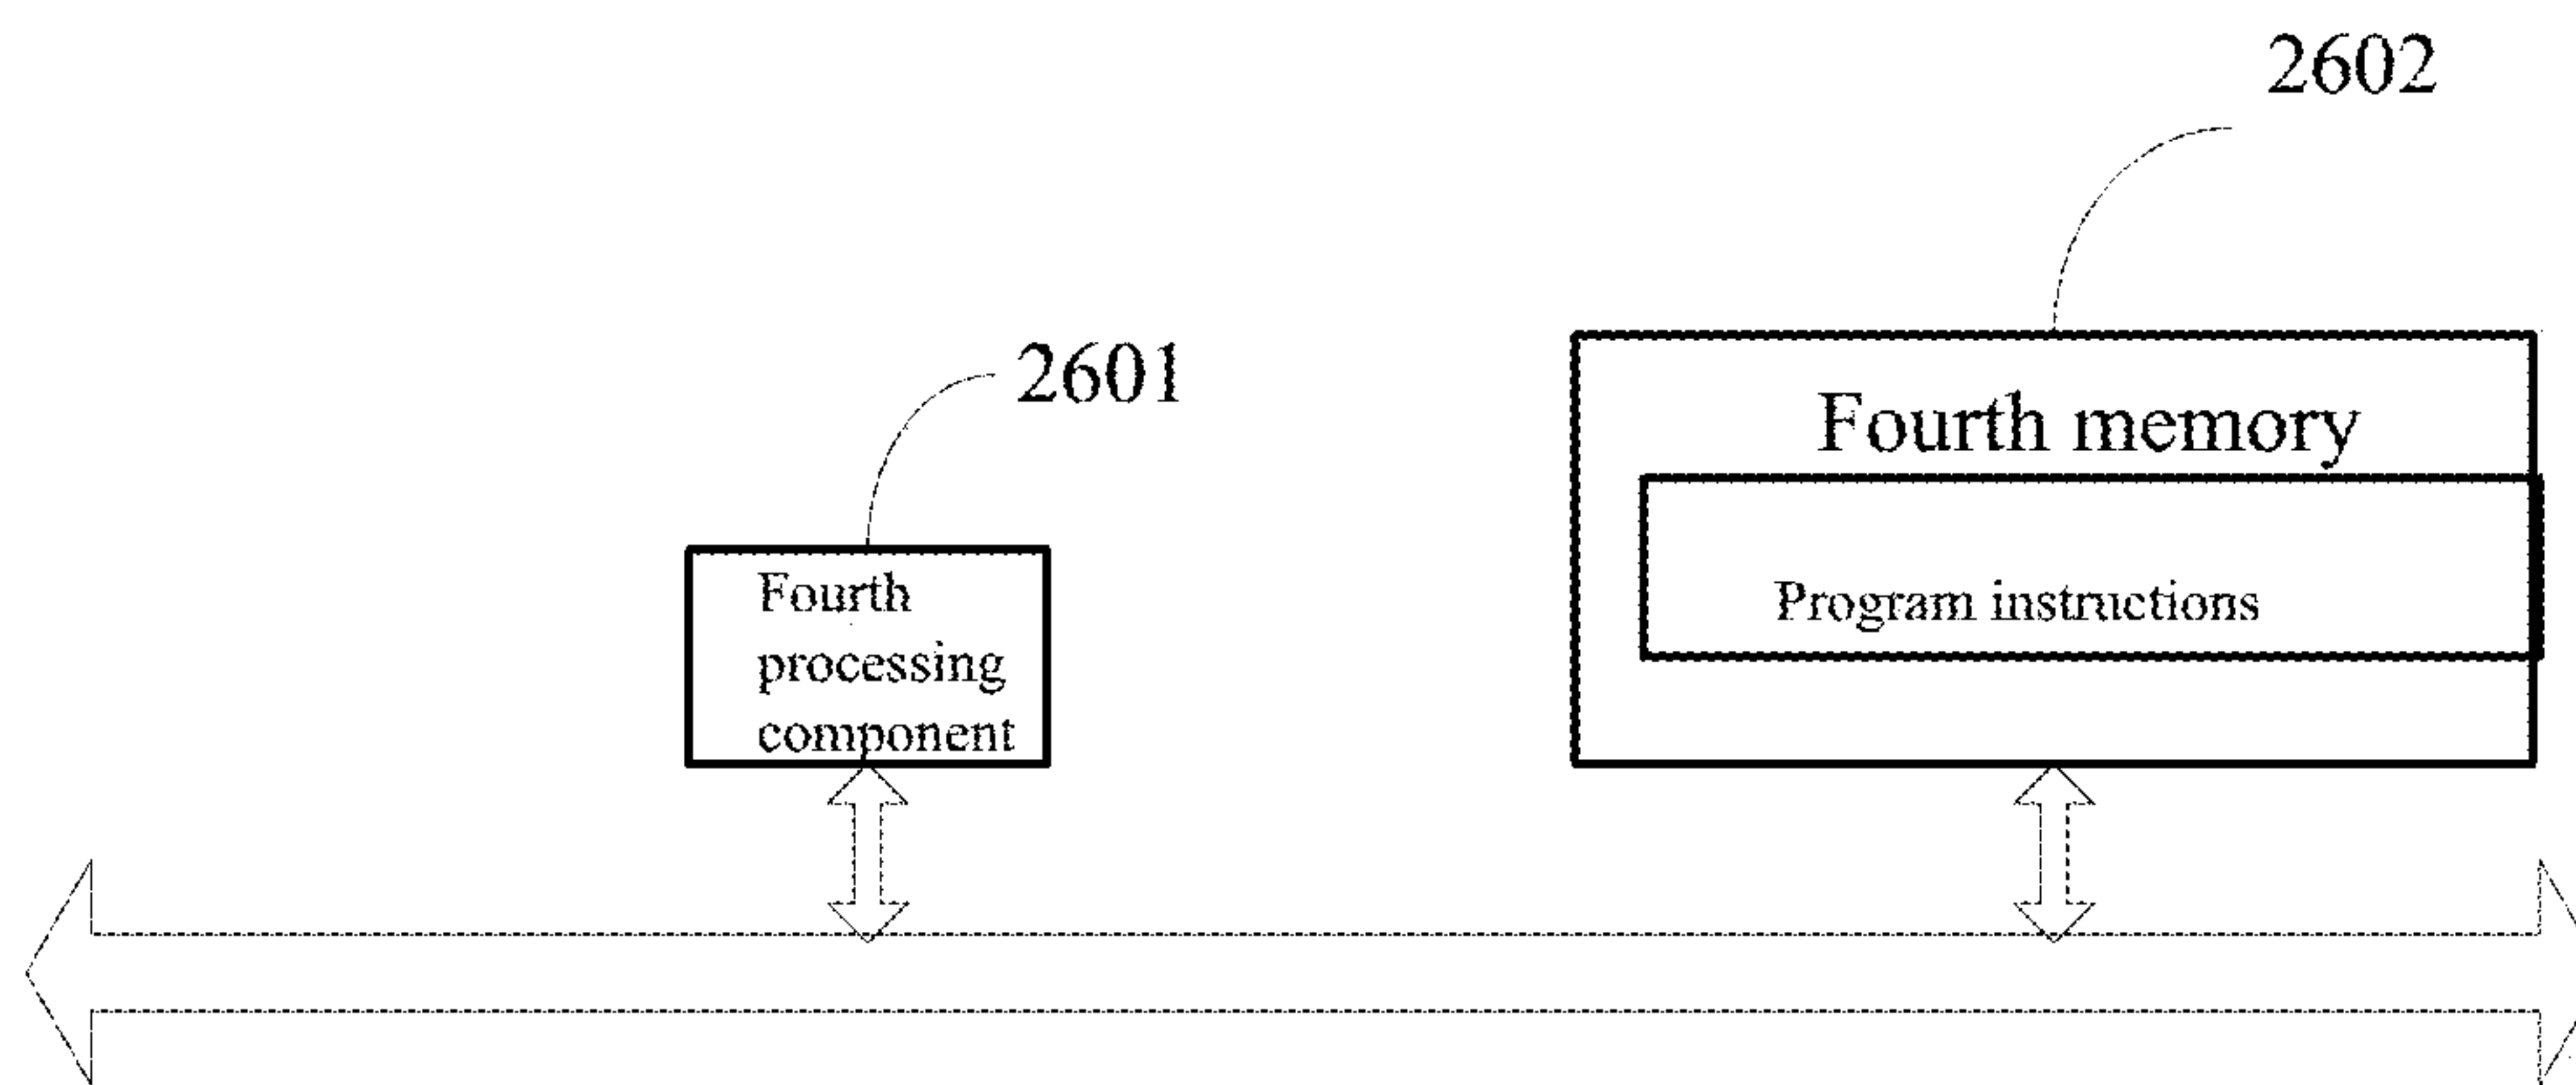 2602
2601
Fourth memory
Fourth
processing
component
Program instructions